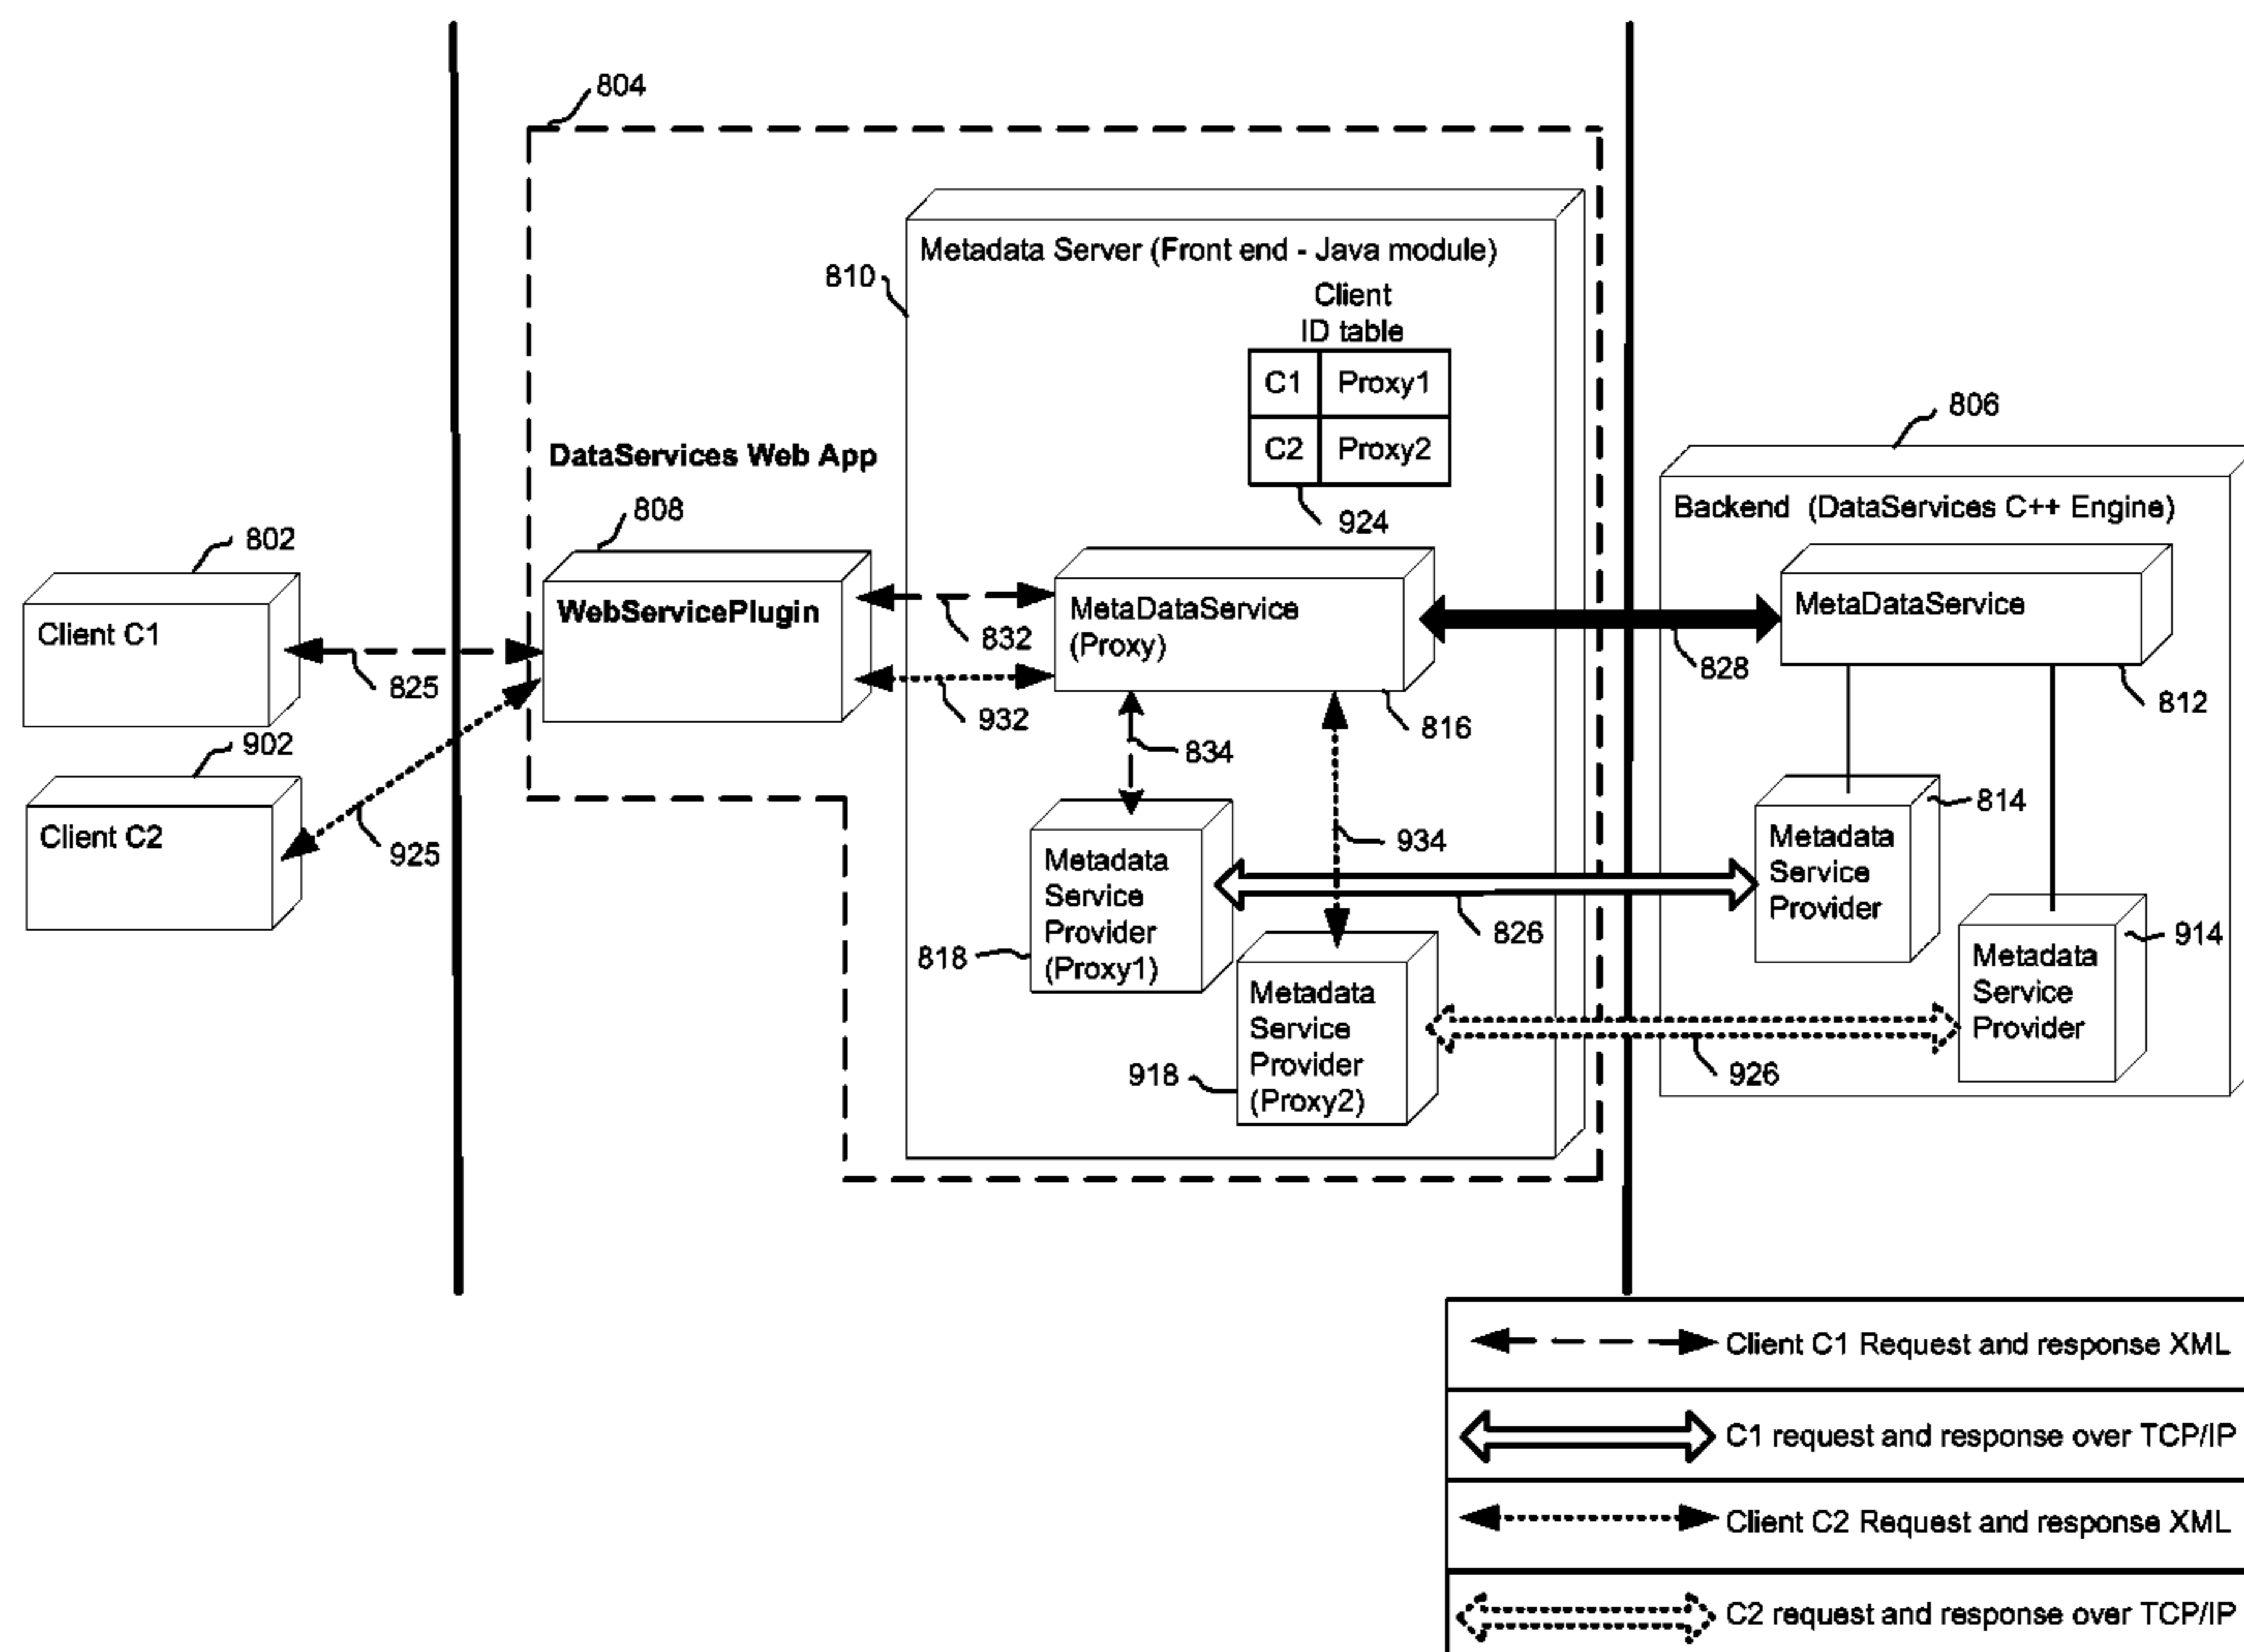 804
Metadata Server (Front end - Java module)
810
Client
ID table
C1 Proxy1
C2 Proxy2
924
806
DataServices Web App
Backend (DataServices C++ Engine)
808
802
WebServicePlugin
MetaDataService
(Proxy)
MetaDataService
Client C1
832
828
825
932
816
812
902
834
814
Client C2
925
934
Metadata
Service
Provider
Metadata
Service
Provider
(Proxy1)
818
826
914
Metadata
Service
Provider
Metadata
Service
Provider
(Proxy2)
918
926
Client C1 Request and response XML
C1 request and response over TCP/IP
Client C2 Request and response XML
C2 request and response over TCP/IP